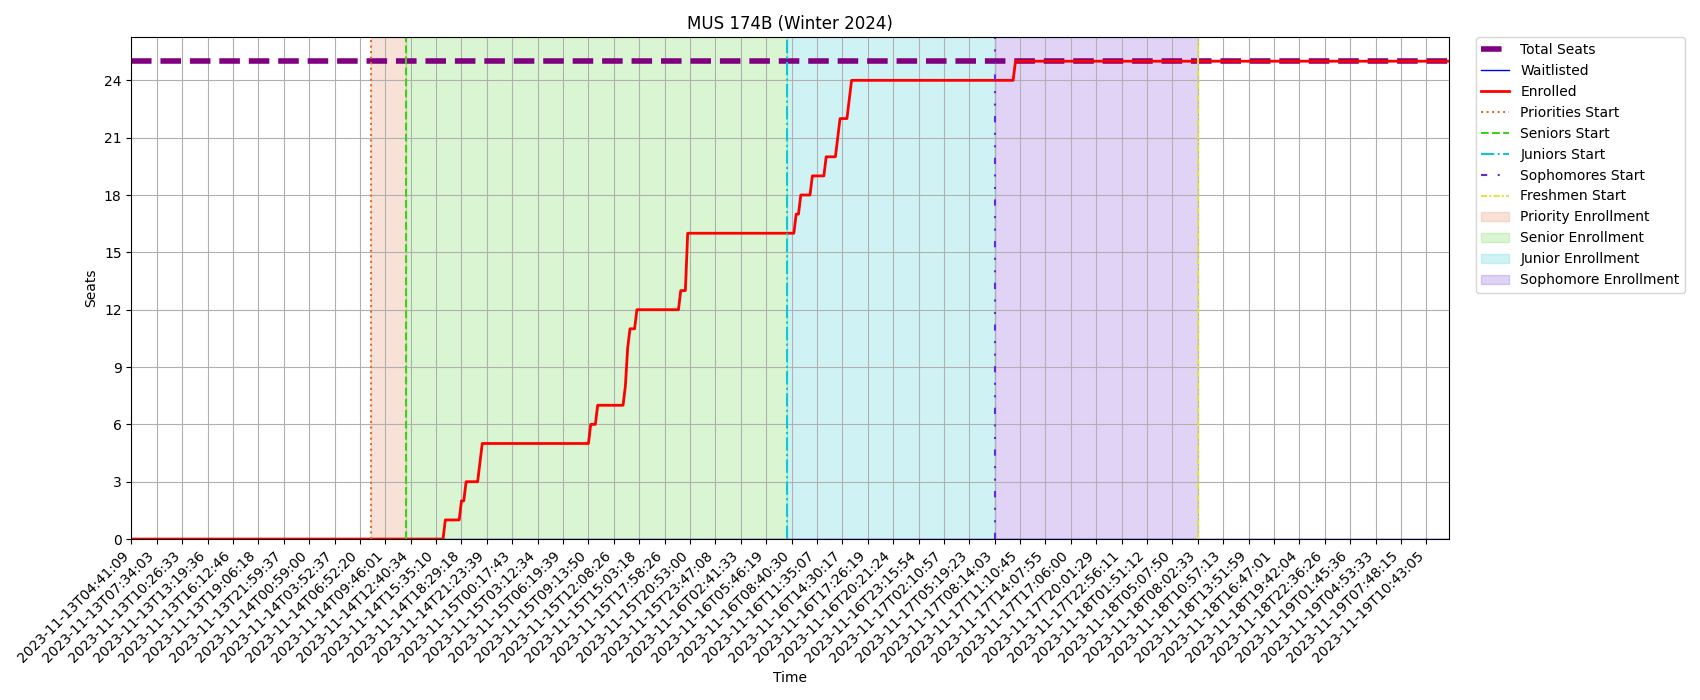 MUS 174B (Winter 2024)
Total Seats
Waitlisted
Enrolled
Priorities Start
Seniors Start
Juniors Start
Sophomores Start
Freshmen Start
Priority Enrollment
Senior Enrollment
Junior Enrollment
Sophomore Enrollment
Seats
24
21
18
15
12
9
6
3
0
2023-11-13T04:41:09
2023-11-13T07:34:03
2023-11-13T10:26:33
2023-11-13T13:19:36
2023-11-13T16:12:46
2023-11-13T19:06:18
2023-11-13T21:59:37
2023-11-14T00:59:00
2023-11-14T03:52:37
2023-11-14T06:52:20
2023-11-14T09:46:01
2023-11-14T12:40:34
2023-11-14T15:35:10
2023-11-14T18:29:18
2023-11-14T21:23:39
2023-11-15T00:17:43
2023-11-15T03:12:34
2023-11-15T06:19:39
2023-11-15T09:13:50
2023-11-15T12:08:26
2023-11-15T15:03:18
2023-11-15T17:58:26
2023-11-15T20:53:00
2023-11-15T23:47:08
2023-11-16T02:41:33
2023-11-16T05:46:19
2023-11-16T08:40:30
2023-11-16T11:35:07
2023-11-16T14:30:17
2023-11-16T17:26:19
2023-11-16T20:21:24
2023-11-16T23:15:54
2023-11-17T02:10:57
2023-11-17T05:19:23
2023-11-17T08:14:03
2023-11-17T11:10:45
2023-11-17T14:07:55
2023-11-17T17:06:00
2023-11-17T20:01:29
2023-11-17T22:56:11
2023-11-18T01:51:12
2023-11-18T05:07:50
2023-11-18T08:02:33
2023-11-18T10:57:13
2023-11-18T13:51:59
2023-11-18T16:47:01
2023-11-18T19:42:04
2023-11-18T22:36:26
2023-11-19T01:45:36
2023-11-19T04:53:33
2023-11-19T07:48:15
2023-11-19T10:43:05
Time